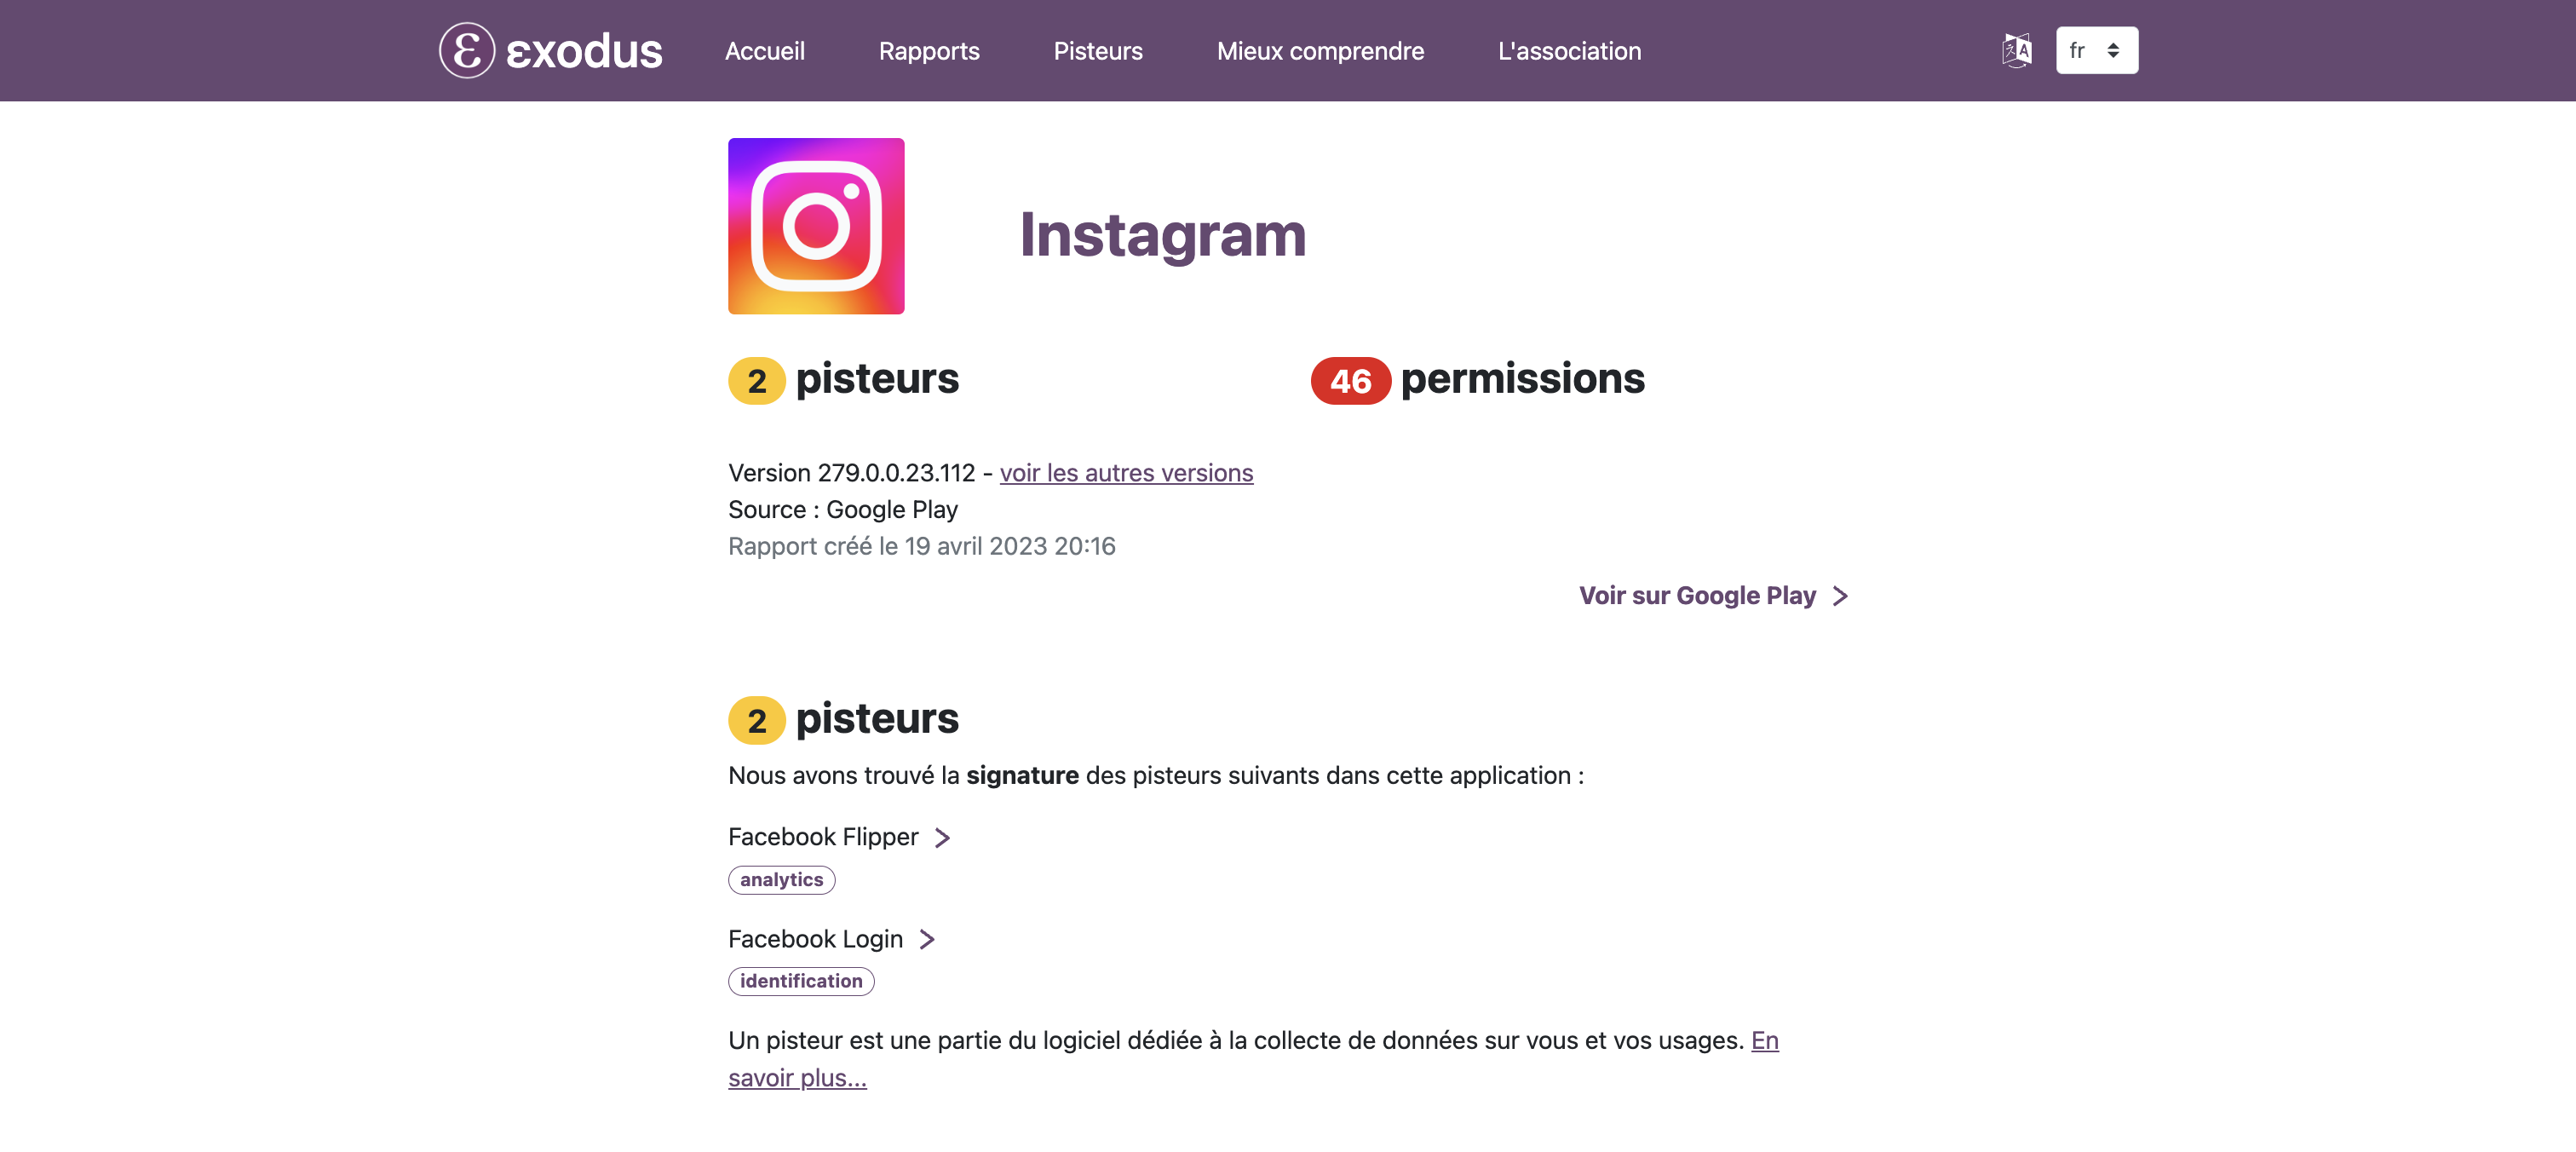 εxodus Accueil Rapports Pisteurs Mieux comprendre L'association fr
Instagram
2 pisteurs 46 permissions
Version 279.0.0.23.112 - voir les autres versions
Source : Google Play
Rapport créé le 19 avril 2023 20:16
Voir sur Google Play
2 pisteurs
Nous avons trouvé la signature des pisteurs suivants dans cette application :
Facebook Flipper
analytics
Facebook Login
identification
Un pisteur est une partie du logiciel dédiée à la collecte de données sur vous et vos usages. En
savoir plus...